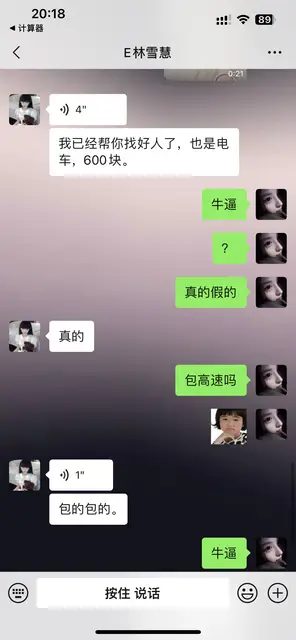 20:18
89
◀ 计算器
E林雪慧
0:21
4"
我已经帮你找好人了，也是电
车，600块。
牛逼
？
真的假的
真的
包高速吗
1"
包的包的。
牛逼
按住 说话